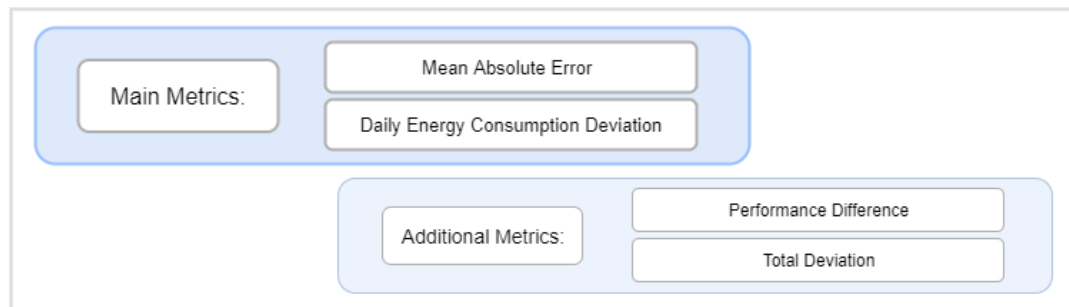 Main Metrics:
Mean Absolute Error
Daily Energy Consumption Deviation
Additional Metrics:
Performance Difference
Total Deviation